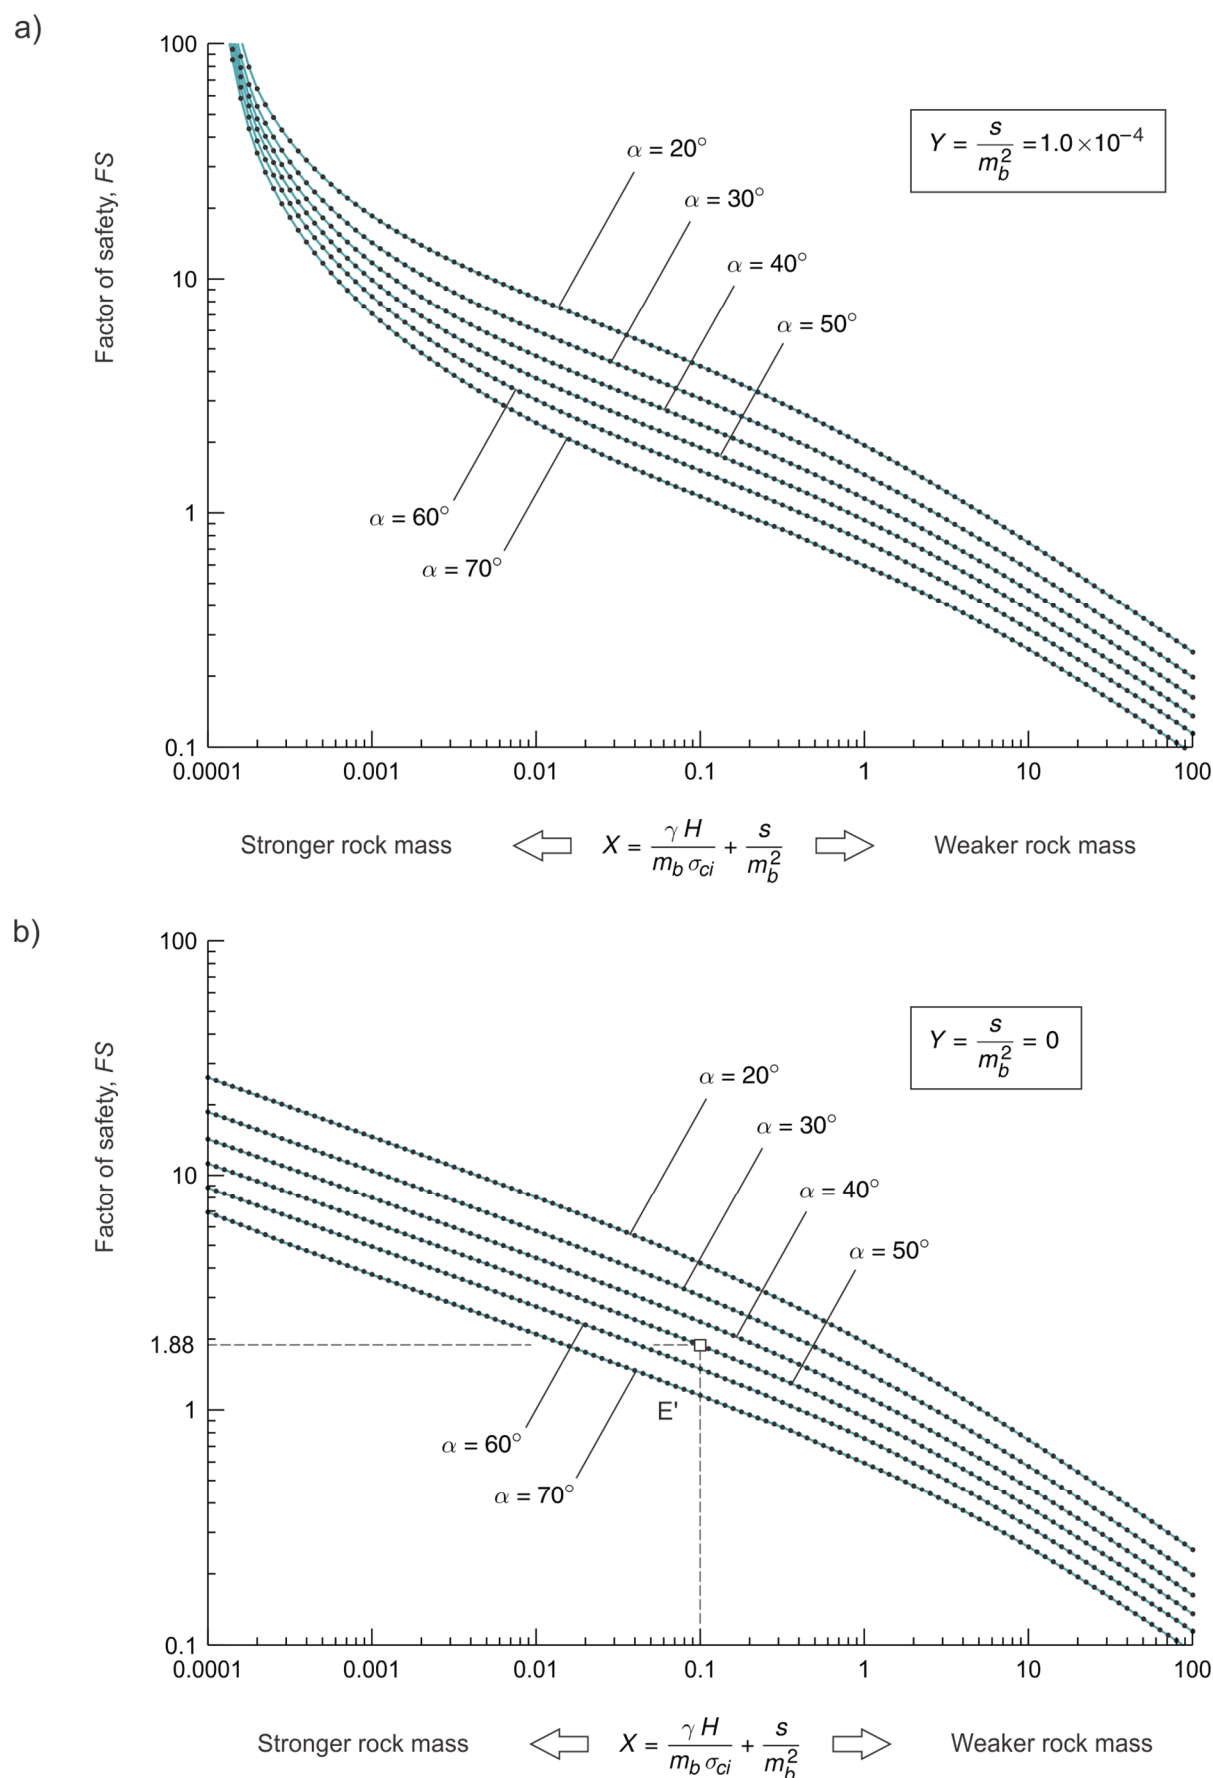 a)
100
10
1
0.1
Factor of safety, FS
α = 20°
α = 30°
α = 40°
α = 50°
α = 60°
α = 70°
Y = s / m_b^2 = 1.0 × 10^−4
0.0001 0.001 0.01 0.1 1 10 100
Stronger rock mass X = γ H / m_b σ_ci + s / m_b^2 Weaker rock mass
b)
100
10
1.88
1
0.1
Factor of safety, FS
Y = s / m_b^2 = 0
α = 20°
α = 30°
α = 40°
α = 50°
E'
α = 60°
α = 70°
0.0001 0.001 0.01 0.1 1 10 100
Stronger rock mass X = γ H / m_b σ_ci + s / m_b^2 Weaker rock mass